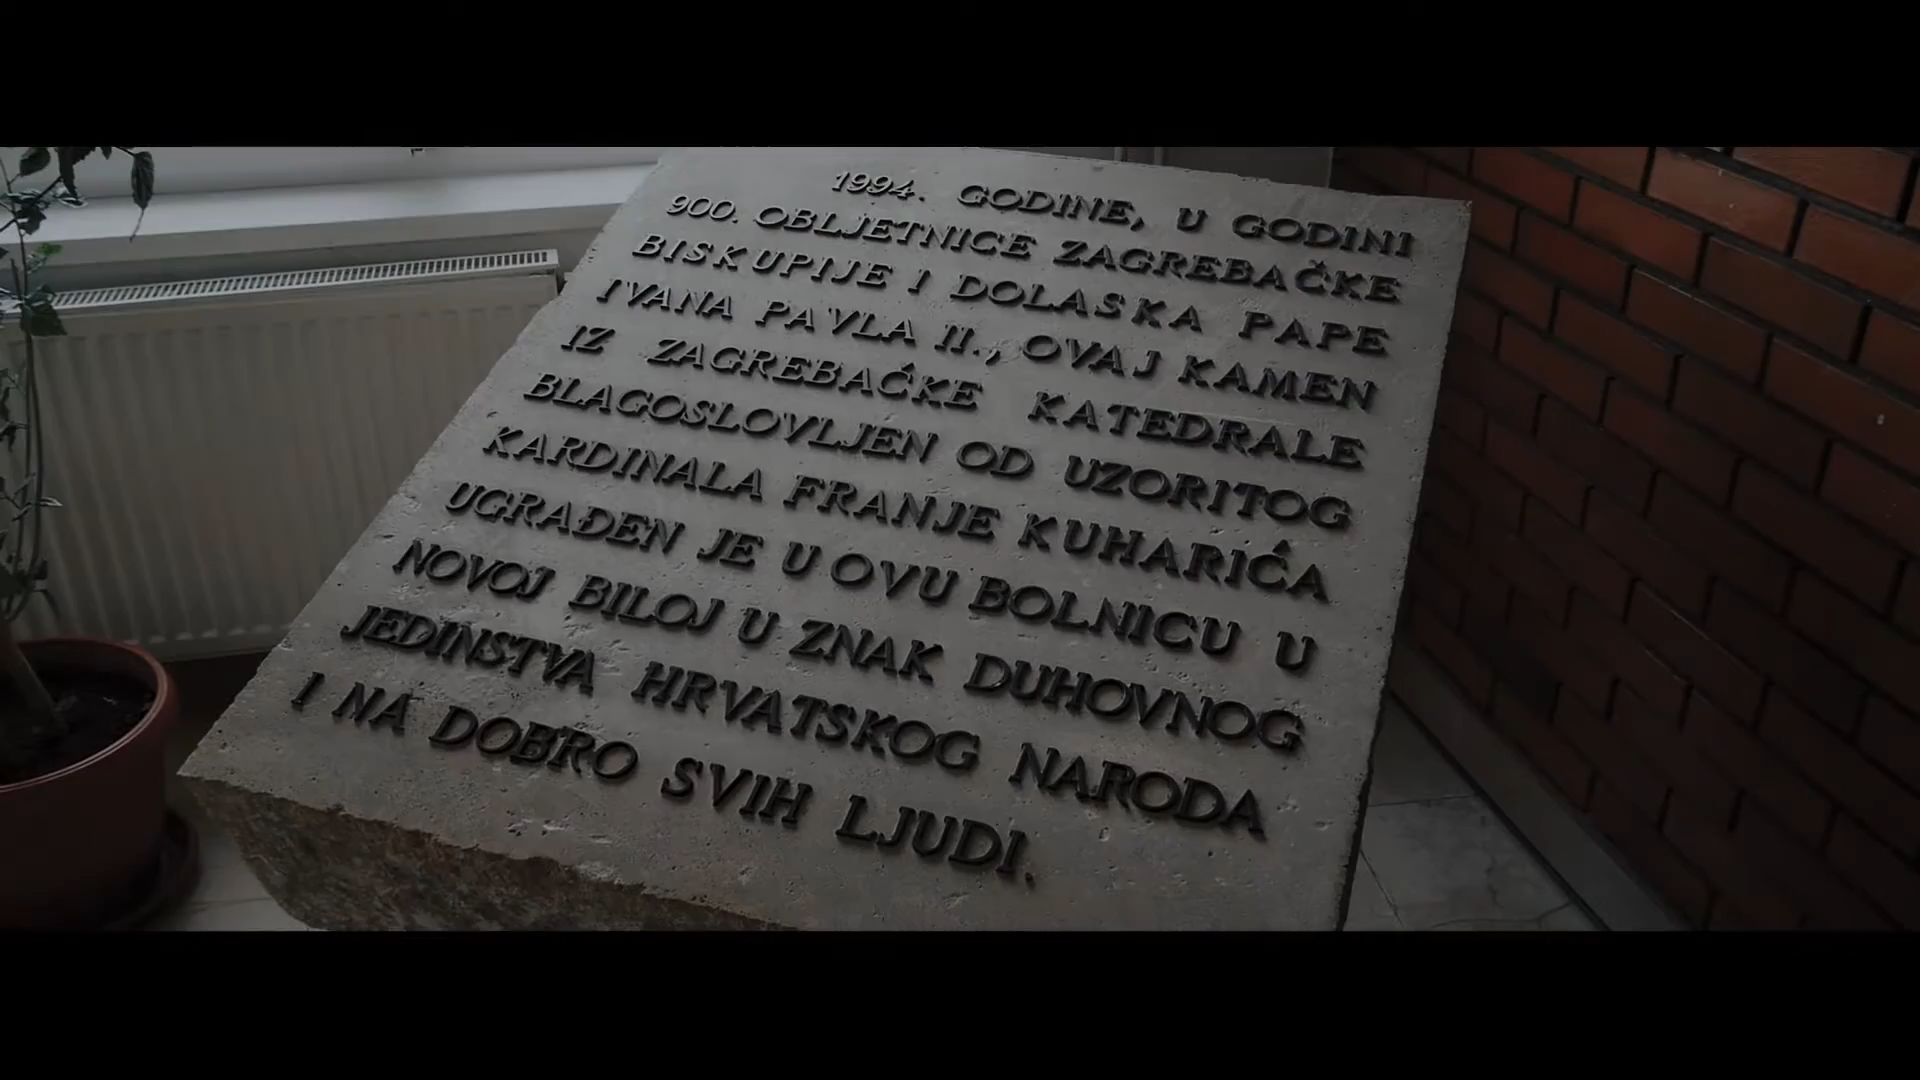 1994. GODINE, U GODINI
900. OBLJETNICE ZAGREBAČKE
BISKUPIJE I DOLASKA PAPE
IVANA PAVLA II., OVAJ KAMEN
IZ ZAGREBAČKE KATEDRALE
BLAGOSLOVLJEN OD UZORITOG
KARDINALA FRANJE KUHARIĆA
UGRAĐEN JE U OVU BOLNICU U
NOVOJ BILOJ U ZNAK DUHOVNOG
JEDINSTVA HRVATSKOG NARODA
I NA DOBRO SVIH LJUDI.